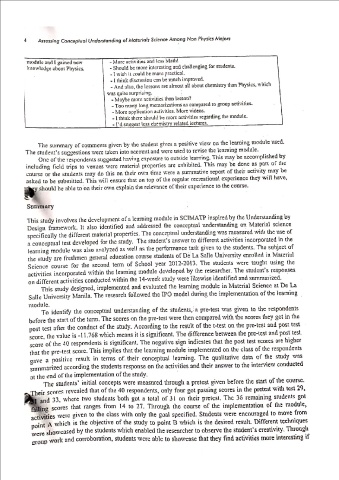 4 Assessing Conceptual Understanding of Materials Science Among Non Physics Majors
module and I gained new
knowledge about Physics.
- More activities and less Math!
- Should be more interesting and challenging for students.
- I wish it could be more practical.
- I think discussion can be much improved.
- And also, the lessons are almost all about chemistry than Physics, which
was quite surprising.
- Maybe more activities than lesson?
- Too many long memorizations as compared to group activities.
- More application activities. More videos.
- I think there should be more activities regarding the module.
- I'd suggest less chemistry related lectures.
The summary of comments given by the student gives a positive view on the learning module used.
The student's suggestions were taken into account and were used to revise the learning module.
One of the respondents suggested having exposure to outside learning. This may be accomplished by
including field trips to venues were material properties are exhibited. This may be done as part of the
course or the students may do this on their own time were a summative report of their activity may be
asked to be submitted. This will ensure that on top of the regular recreational experience they will have,
should be able to on their own explain the relevance of their experience to the course.
Summary
This study involves the development of a learning module in SCIMATP inspired by the Understanding by
Design framework. It also identified and addressed the conceptual understanding on Material science
specifically the different material properties. The conceptual understanding was measured with the use of
a conceptual test developed for the study. The student's answer to different activities incorporated in the
learning module was also analyzed as well as the performance task given to the students. The subject of
the study are freshmen general education course students of De La Salle University enrolled in Material
Science course for the second term of School year 2012-2013. The students were taught using the
activities incorporated within the learning module developed by the researcher. The student's responses
on different activities conducted within the 14-week study were likewise identified and summarized.
This study designed, implemented and evaluated the learning module in Material Science at De La
Salle University Manila. The research followed the IPO model during the implementation of the learning
module.
To identify the conceptual understanding of the students, a pre-test was given to the respondents
before the start of the term. The scores on the pre-test were then compared with the scores they got in the
post test after the conduct of the study. According to the result of the t-test on the pre-test and post test
score, the value is -11.768 which means it is significant. The difference between the pre-test and post test
score of the 40 respondents is significant. The negative sign indicates that the post test scores are higher
that the pre-test score. This implies that the learning module implemented on the class of the respondents
gave a positive result in terms of their conceptual learning. The qualitative data of the study was
summarized according the students response on the activities and their answer to the interview conducted
at the end of the implementation of the study.
The students' initial concepts were measured through a pretest given before the start of the course.
Their scores revealed that of the 40 respondents, only four got passing scores in the posttest with 29,
31 and 33, where two students both got a total of 31 on their pretest. The 36 remaining students got
failing scores that ranges from 14 to 27. Through the course of the implementation of the module,
activities were given to the class with only the goal specified. Students were encouraged to move from
point A which is the objective of the study to point B which is the desired result. Different techniques
were showcased by the students which enabled the researcher to observe the student's creativity. Through
group work and corroboration, students were able to showcase that they find activities more interesting if